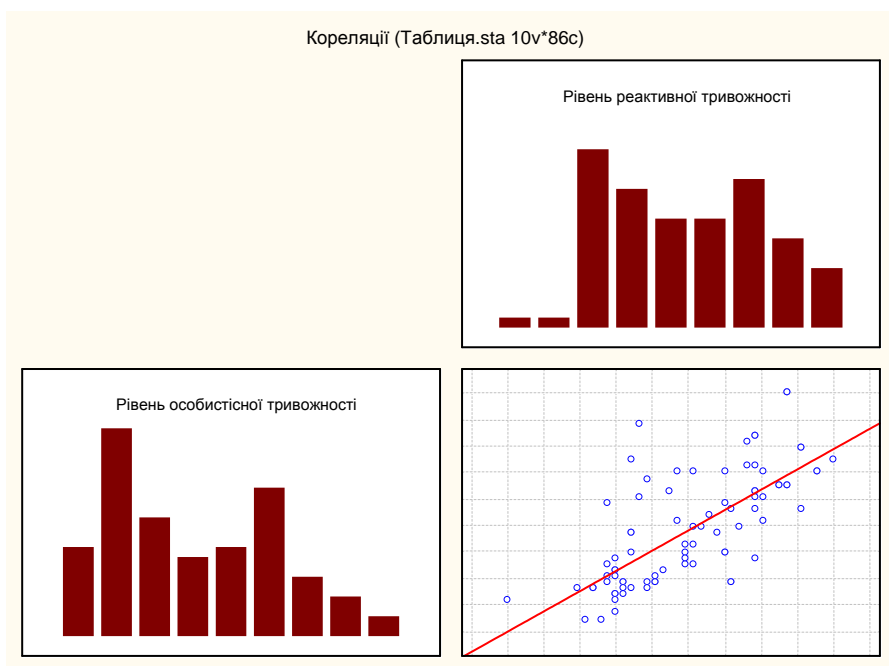 Кореляції (Таблиця.sta 10v*86c)
Рівень реактивної тривожності
Рівень особистісної тривожності